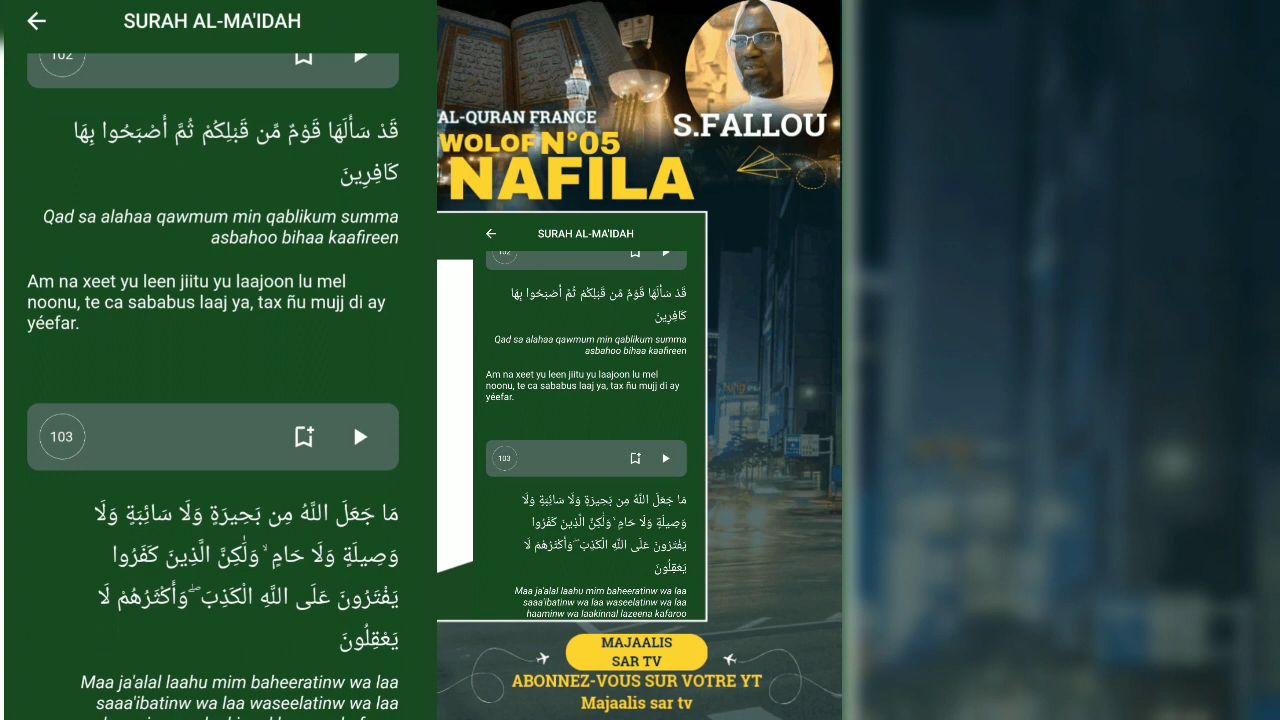 SURAH AL-MA'IDAH
102
قَدْ سَأَلَهَا قَوْمٌ مِّن قَبْلِكُمْ ثُمَّ أَصْبَحُوا بِهَا
كَافِرِينَ
Qad sa alahaa qawmum min qablikum summa
asbahoo bihaa kaafireen
Am na xeet yu leen jiitu yu laajoon lu mel
noonu, te ca sababus laaj ya, tax ñu mujj di ay
yéefar.
103
مَا جَعَلَ اللَّهُ مِن بَحِيرَةٍ وَلَا سَائِبَةٍ وَلَا
وَصِيلَةٍ وَلَا حَامٍ ۙ وَلَٰكِنَّ الَّذِينَ كَفَرُوا
يَفْتَرُونَ عَلَى اللَّهِ الْكَذِبَ ۖ وَأَكْثَرُهُمْ لَا
يَعْقِلُونَ
Maa ja'alal laahu mim baheeratinw wa laa
saaa'ibatinw wa laa waseelatinw wa laa
AL-QURAN FRANCE
WOLOF N°05
NAFILA
S.FALLOU
SURAH AL-MA'IDAH
102
قَدْ سَأَلَهَا قَوْمٌ مِّن قَبْلِكُمْ ثُمَّ أَصْبَحُوا بِهَا
كَافِرِينَ
Qad sa alahaa qawmum min qablikum summa
asbahoo bihaa kaafireen
Am na xeet yu leen jiitu yu laajoon lu mel
noonu, te ca sababus laaj ya, tax ñu mujj di ay
yéefar.
103
مَا جَعَلَ اللَّهُ مِن بَحِيرَةٍ وَلَا سَائِبَةٍ وَلَا
وَصِيلَةٍ وَلَا حَامٍ ۙ وَلَٰكِنَّ الَّذِينَ كَفَرُوا
يَفْتَرُونَ عَلَى اللَّهِ الْكَذِبَ ۖ وَأَكْثَرُهُمْ لَا
يَعْقِلُونَ
Maa ja'alal laahu mim baheeratinw wa laa
saaa'ibatinw wa laa waseelatinw wa laa
haaminw wa laakinnal lazeena kafaroo
MAJAALIS
SAR TV
ABONNEZ-VOUS SUR VOTRE YT
Majaalis sar tv